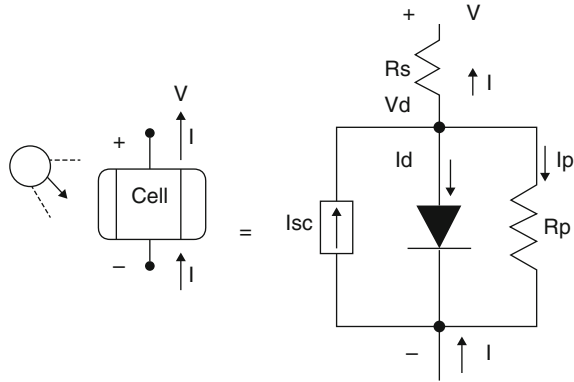 V
I
+
Cell
–
I
=
+ V
Rs
I
Vd
Id
Ip
Isc
Rp
–
I